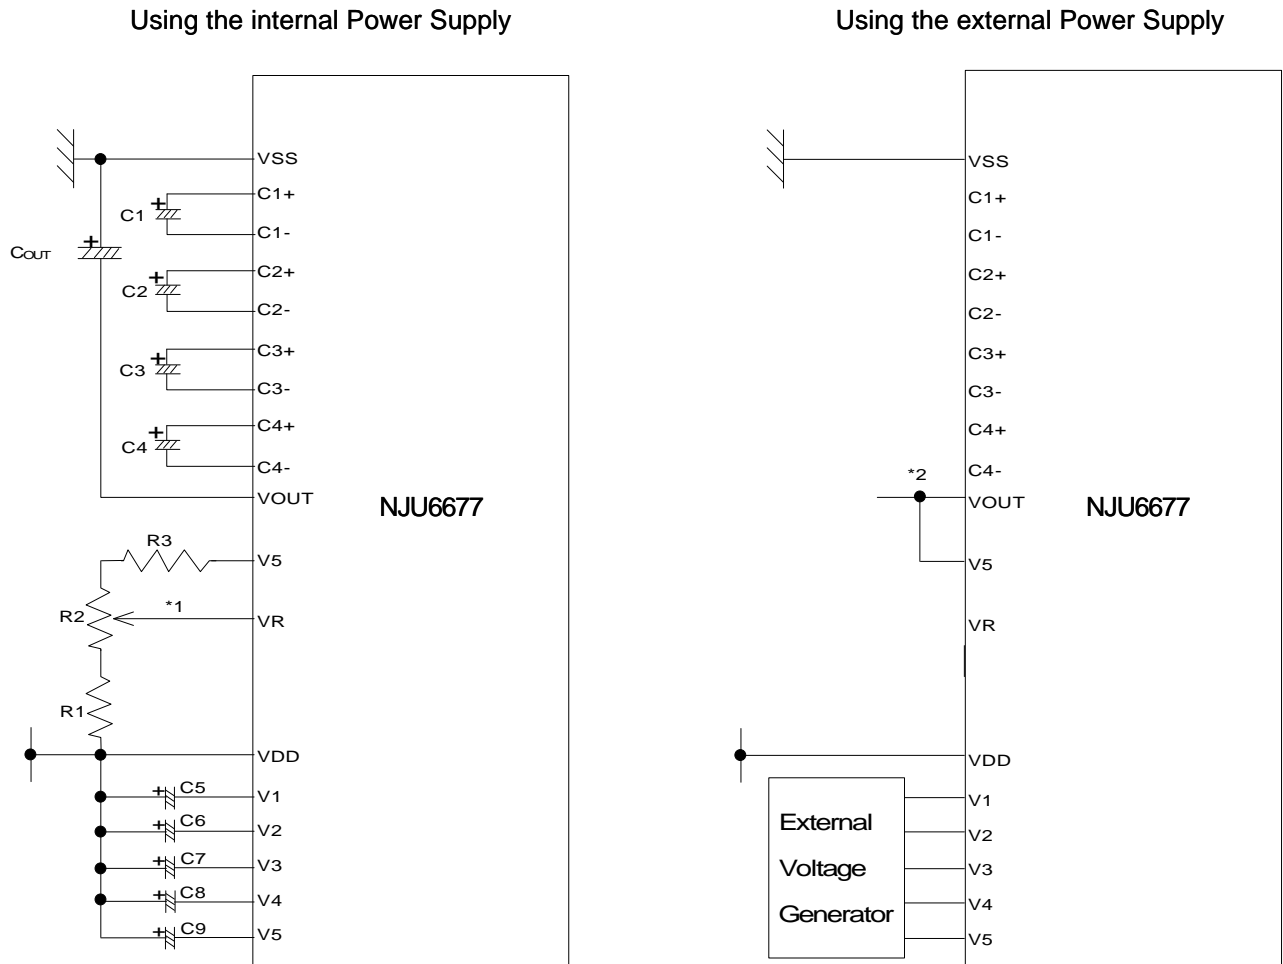 Using the internal Power Supply
VSS
C1+
C1
C1-
COUT
C2+
C2
C2-
C3+
C3
C3-
C4+
C4
C4-
VOUT
NJU6677
R3
V5
*1
R2
VR
R1
VDD
C5
V1
C6
V2
C7
V3
C8
V4
C9
V5
Using the external Power Supply
VSS
C1+
C1-
C2+
C2-
C3+
C3-
C4+
C4-
*2
VOUT
NJU6677
V5
VR
VDD
External
Voltage
Generator
V1
V2
V3
V4
V5